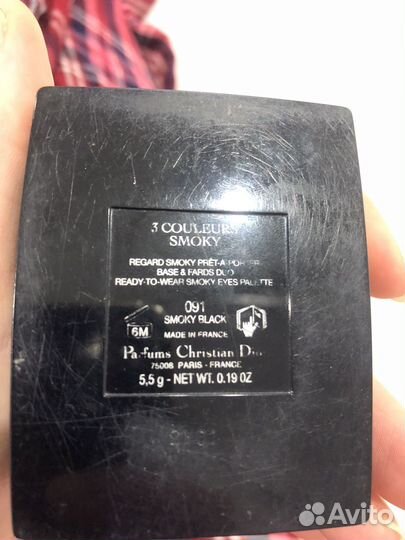 3 COULEURS
SMOKY
REGARD SMOKY PRÊT-À-PORTER
BASE & FARDS DUO
READY-TO-WEAR SMOKY EYES PALETTE
091
SMOKY BLACK
6M
MADE IN FRANCE
Parfums Christian Dior
75008 PARIS - FRANCE
5,5 g - NET WT. 0.19 OZ
Avito